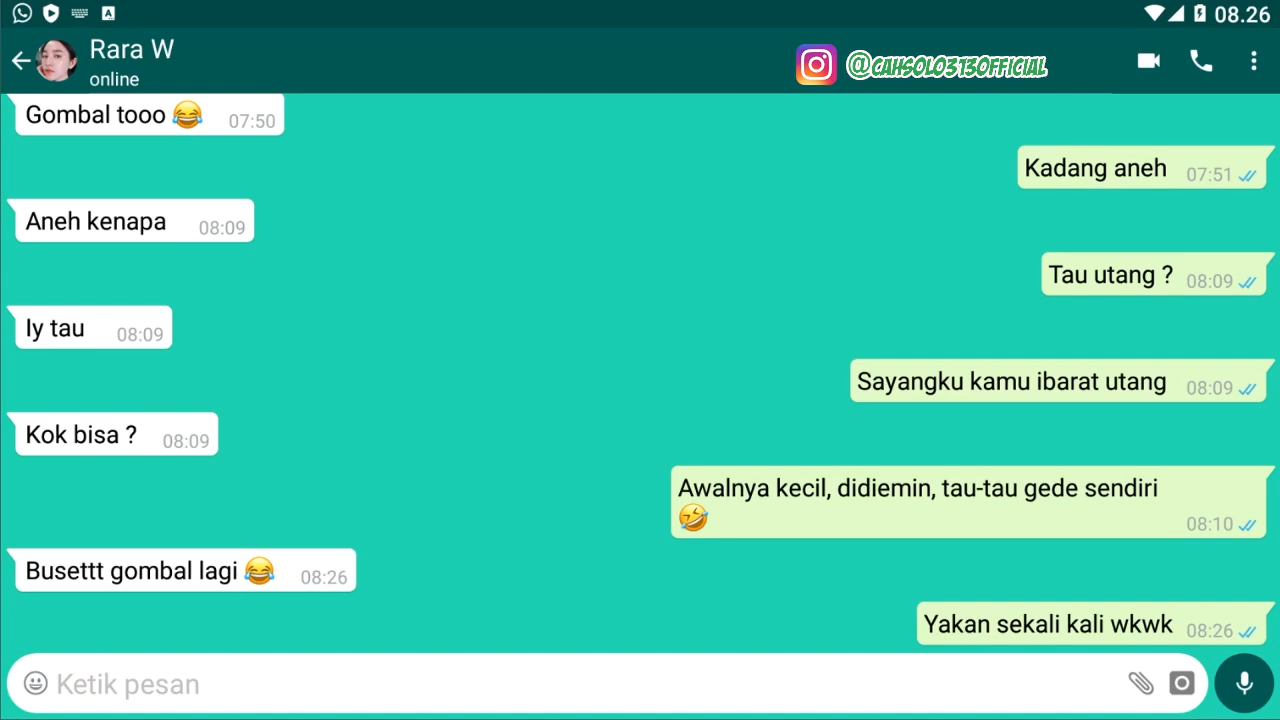 08.26
Rara W
online
@CAHSOLO313OFFICIAL
Gombal tooo 😂 07:50
Kadang aneh 07:51
Aneh kenapa 08:09
Tau utang ? 08:09
Iy tau 08:09
Sayangku kamu ibarat utang 08:09
Kok bisa ? 08:09
Awalnya kecil, didiemin, tau-tau gede sendiri
🤣 08:10
Busettt gombal lagi 😂 08:26
Yakan sekali kali wkwk 08:26
Ketik pesan